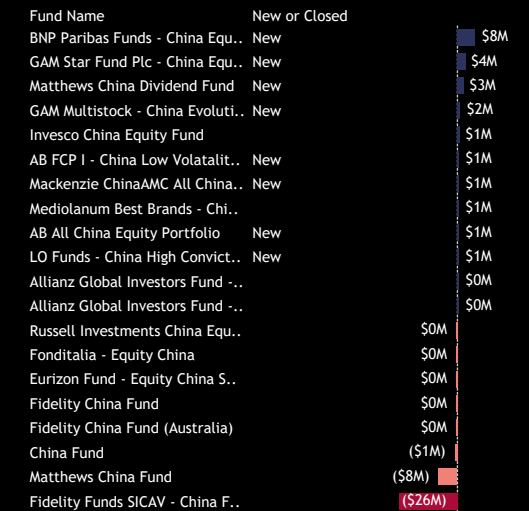 Fund Name New or Closed
BNP Paribas Funds - China Equ.. New $8M
GAM Star Fund Plc - China Equ.. New $4M
Matthews China Dividend Fund New $3M
GAM Multistock - China Evoluti.. New $2M
Invesco China Equity Fund $1M
AB FCP I - China Low Volatalit.. New $1M
Mackenzie ChinaAMC All China.. New $1M
Mediolanum Best Brands - Chi.. $1M
AB All China Equity Portfolio New $1M
LO Funds - China High Convict.. New $1M
Allianz Global Investors Fund -.. $0M
Allianz Global Investors Fund -.. $0M
Russell Investments China Equ.. $0M
Fonditalia - Equity China $0M
Eurizon Fund - Equity China S.. $0M
Fidelity China Fund $0M
Fidelity China Fund (Australia) $0M
China Fund ($1M)
Matthews China Fund ($8M)
Fidelity Funds SICAV - China F.. ($26M)